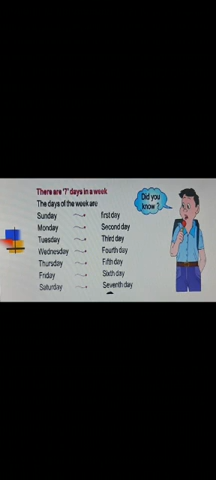 There are '7' days in a week
The days of the week are
Sunday → first day
Monday → Second day
Tuesday → Third day
Wednesday → Fourth day
Thursday → Fifth day
Friday → Sixth day
Saturday → Seventh day
Did you
know ?